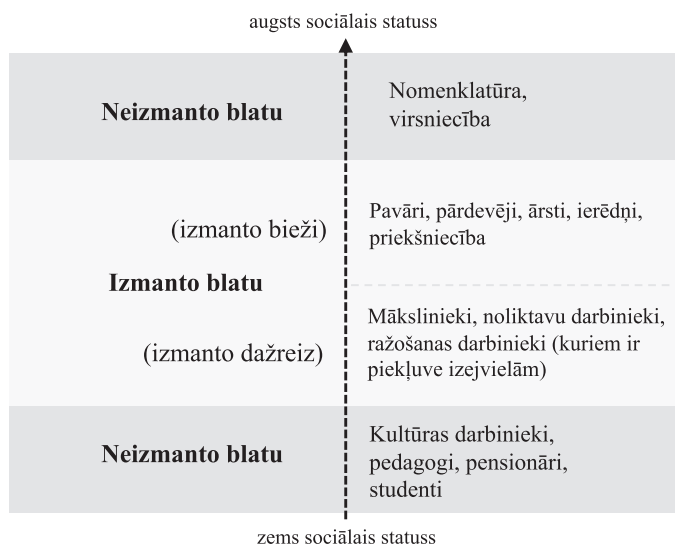 augsts sociālais statuss
Neizmanto blatu
Nomenklatūra,
virsniecība
(izmanto bieži)
Pavāri, pārdevēji, ārsti, ierēdņi,
priekšniecība
Izmanto blatu
(izmanto dažreiz)
Mākslinieki, noliktavu darbinieki,
ražošanas darbinieki (kuriem ir
piekļuve izejvielām)
Neizmanto blatu
Kultūras darbinieki,
pedagogi, pensionāri,
studenti
zems sociālais statuss